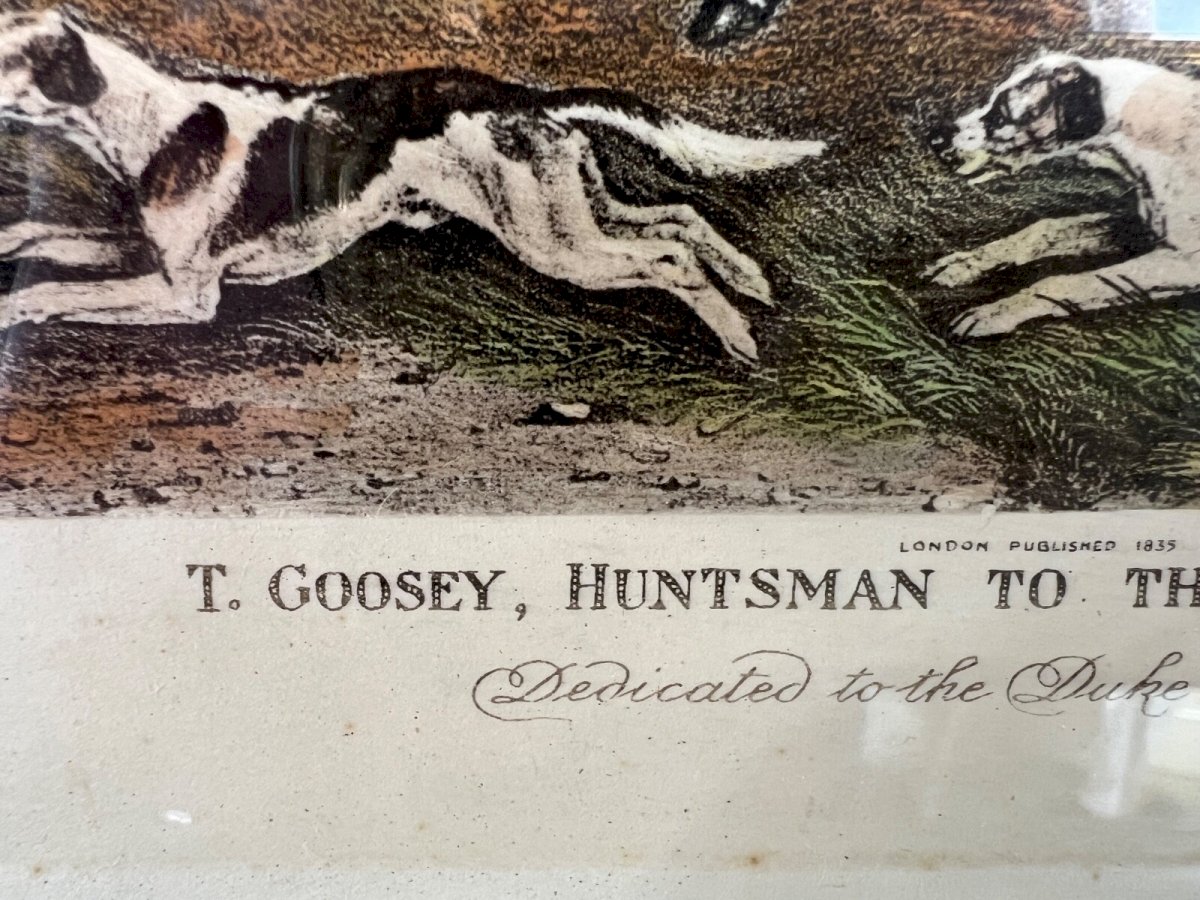 LONDON PUBLISHED 1835
T. GOOSEY, HUNTSMAN TO TH
Dedicated to the Duke